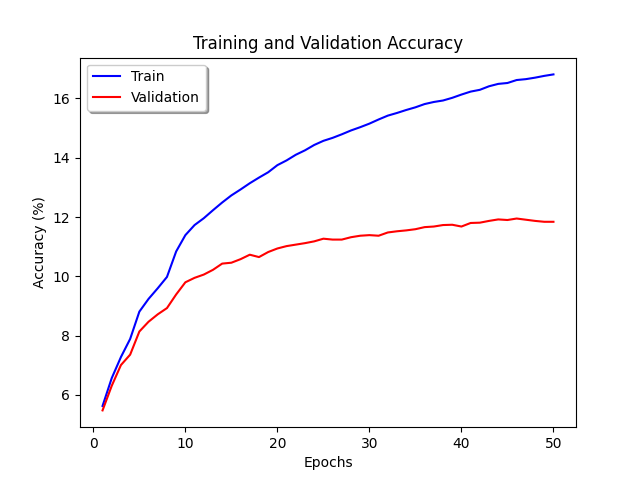 Training and Validation Accuracy
Train
Validation
16
14
12
10
8
6
Accuracy (%)
0
10
20
30
40
50
Epochs